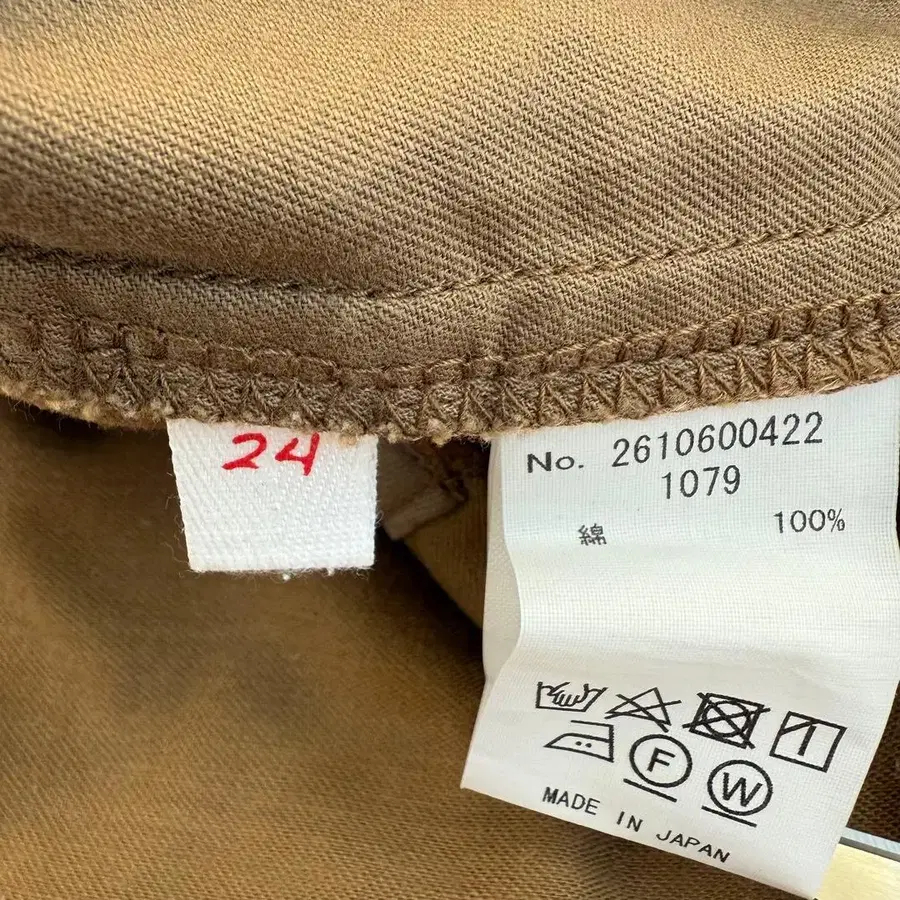 24
No. 2610600422
1079
綿 100%
F
W
MADE IN JAPAN